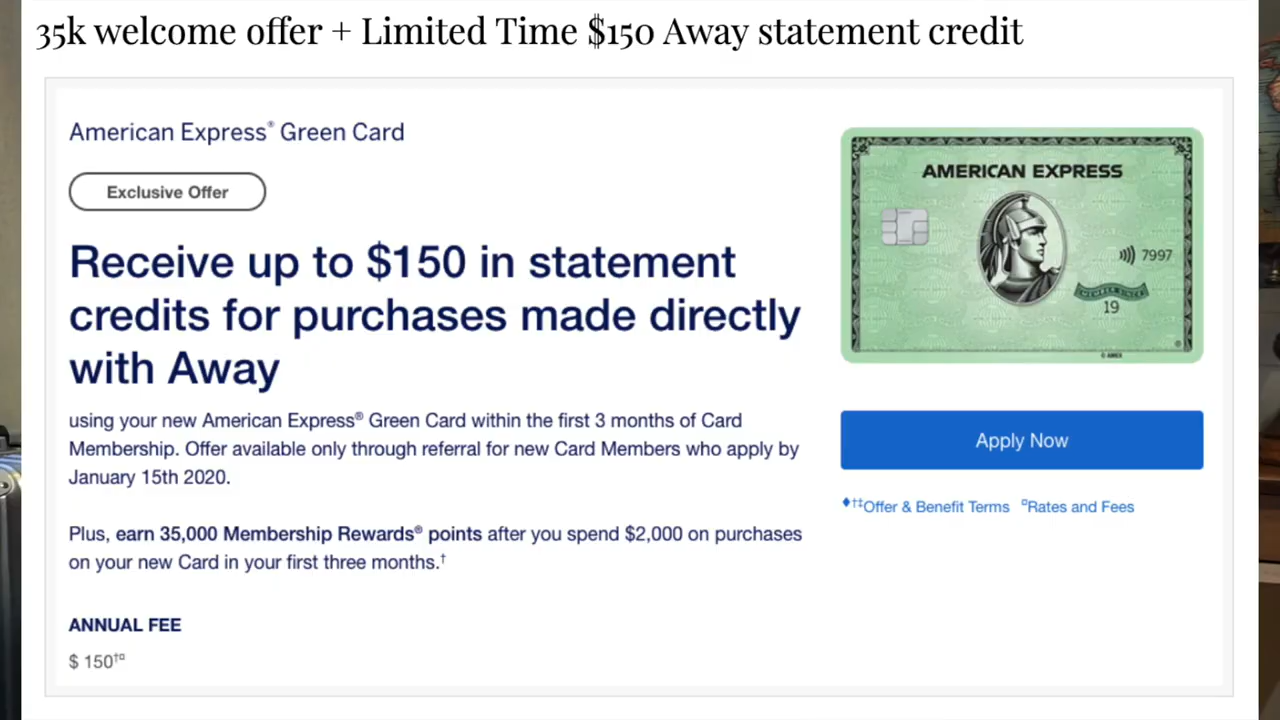 35k welcome offer + Limited Time $150 Away statement credit
American Express® Green Card
Exclusive Offer
Receive up to $150 in statement
credits for purchases made directly
with Away
using your new American Express® Green Card within the first 3 months of Card
Membership. Offer available only through referral for new Card Members who apply by
January 15th 2020.
Plus, earn 35,000 Membership Rewards® points after you spend $2,000 on purchases
on your new Card in your first three months.†
ANNUAL FEE
$ 150†¤
AMERICAN EXPRESS
7997
MEMBER SINCE
19
© AMEX
Apply Now
♦†‡Offer & Benefit Terms ¤Rates and Fees